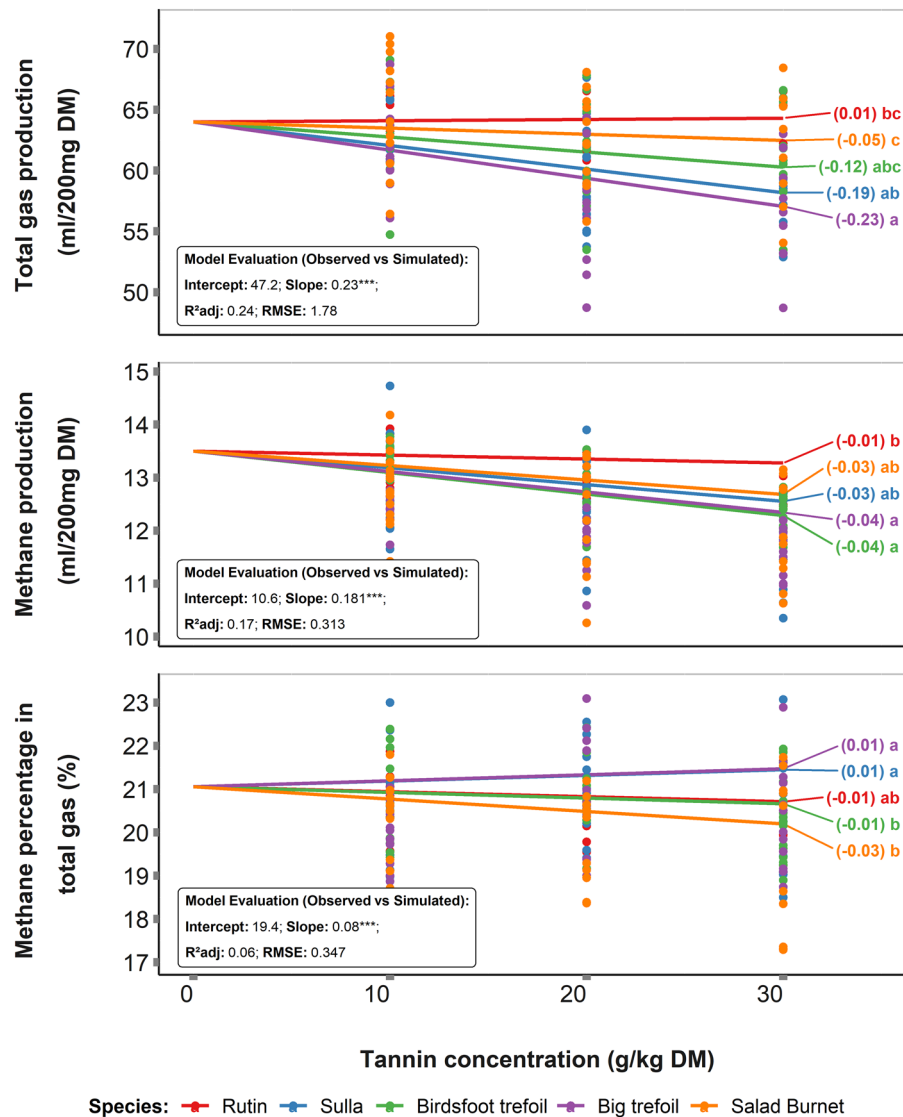 Total gas production
(ml/200mg DM)
70
65
60
55
50
(0.01) bc
(-0.05) c
(-0.12) abc
(-0.19) ab
(-0.23) a
Model Evaluation (Observed vs Simulated):
Intercept: 47.2; Slope: 0.23***;
R²adj: 0.24; RMSE: 1.78
Methane production
(ml/200mg DM)
15
14
13
12
11
10
(-0.01) b
(-0.03) ab
(-0.03) ab
(-0.04) a
(-0.04) a
Model Evaluation (Observed vs Simulated):
Intercept: 10.6; Slope: 0.181***;
R²adj: 0.17; RMSE: 0.313
Methane percentage in
total gas (%)
23
22
21
20
19
18
17
(0.01) a
(0.01) a
(-0.01) ab
(-0.01) b
(-0.03) b
Model Evaluation (Observed vs Simulated):
Intercept: 19.4; Slope: 0.08***;
R²adj: 0.06; RMSE: 0.347
0 10 20 30
Tannin concentration (g/kg DM)
Species: a Rutin a Sulla a Birdsfoot trefoil a Big trefoil a Salad Burnet